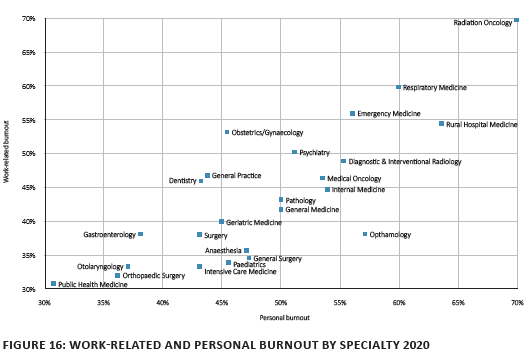 70%
Radiation Oncology
65%
60%
Respiratory Medicine
Emergency Medicine
55%
Rural Hospital Medicine
Obstetrics/Gynaecology
50%
Psychiatry
Diagnostic & Interventional Radiology
General Practice
Dentistry
Medical Oncology
45%
Internal Medicine
Pathology
General Medicine
40%
Geriatric Medicine
Gastroenterology
Surgery
Opthamology
35%
Anaesthesia
General Surgery
Otolaryngology
Paediatrics
Orthopaedic Surgery
Intensive Care Medicine
30%
Public Health Medicine
30% 35% 40% 45% 50% 55% 60% 65% 70%
Work-related burnout
Personal burnout
FIGURE 16: WORK-RELATED AND PERSONAL BURNOUT BY SPECIALTY 2020